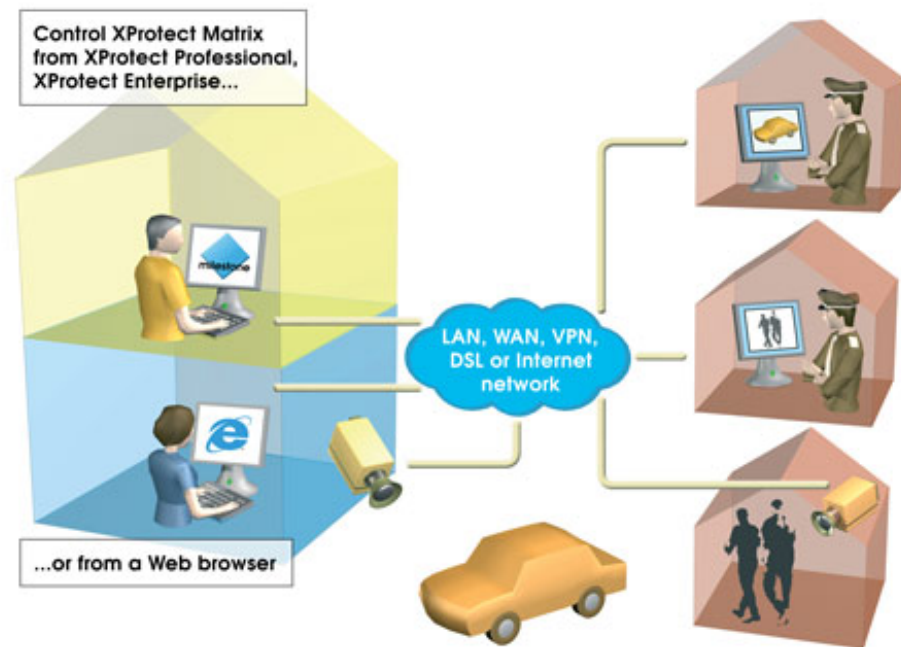 Control XProtect Matrix
from XProtect Professional,
XProtect Enterprise...
milestone
LAN, WAN, VPN,
DSL or Internet
network
...or from a Web browser